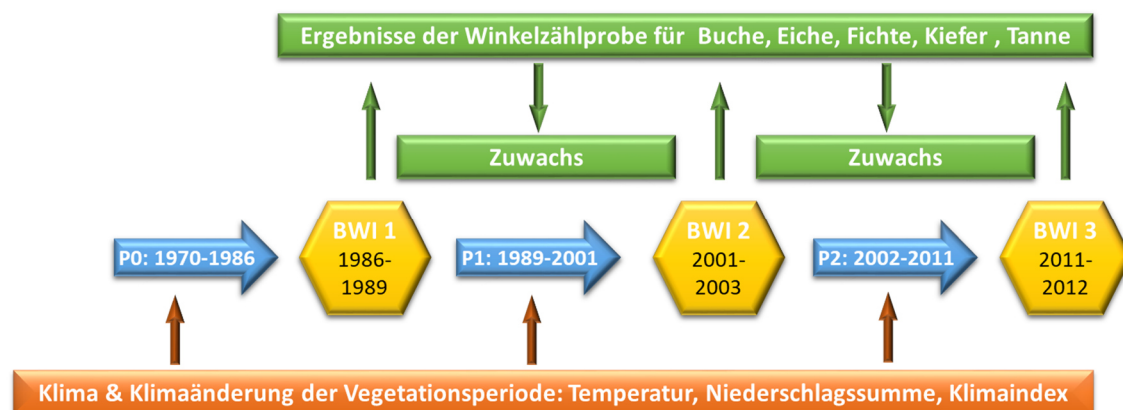 Ergebnisse der Winkelzählprobe für Buche, Eiche, Fichte, Kiefer , Tanne
Zuwachs
Zuwachs
P0: 1970-1986
BWI 1
1986-
1989
P1: 1989-2001
BWI 2
2001-
2003
P2: 2002-2011
BWI 3
2011-
2012
Klima & Klimaänderung der Vegetationsperiode: Temperatur, Niederschlagssumme, Klimaindex